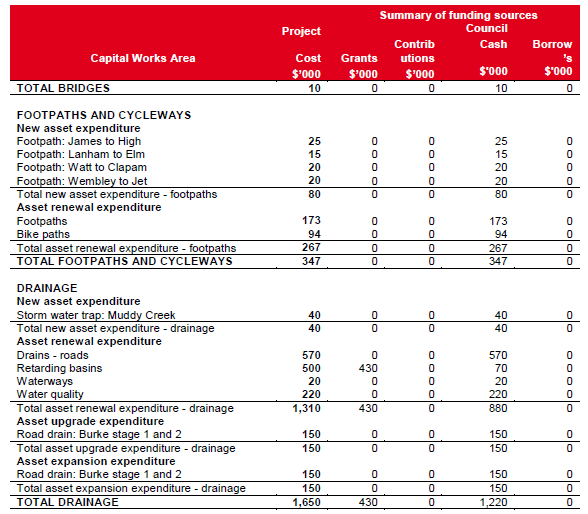 Summary of funding sources
Project Council
Contrib Cash Borrow
Capital Works Area Cost Grants utions 's
$'000 $'000 $'000 $'000 $'000
TOTAL BRIDGES 10 0 0 10 0
FOOTPATHS AND CYCLEWAYS
New asset expenditure
Footpath: James to High 25 0 0 25 0
Footpath: Lanham to Elm 15 0 0 15 0
Footpath: Watt to Clapam 20 0 0 20 0
Footpath: Wembley to Jet 20 0 0 20 0
Total new asset expenditure - footpaths 80 0 0 80 0
Asset renewal expenditure
Footpaths 173 0 0 173 0
Bike paths 94 0 0 94 0
Total asset renewal expenditure - footpaths 267 0 0 267 0
TOTAL FOOTPATHS AND CYCLEWAYS 347 0 0 347 0
DRAINAGE
New asset expenditure
Storm water trap: Muddy Creek 40 0 0 40 0
Total new asset expenditure - drainage 40 0 0 40 0
Asset renewal expenditure
Drains - roads 570 0 0 570 0
Retarding basins 500 430 0 70 0
Waterways 20 0 0 20 0
Water quality 220 0 0 220 0
Total asset renewal expenditure - drainage 1,310 430 0 880 0
Asset upgrade expenditure
Road drain: Burke stage 1 and 2 150 0 0 150 0
Total asset upgrade expenditure - drainage 150 0 0 150 0
Asset expansion expenditure
Road drain: Burke stage 1 and 2 150 0 0 150 0
Total asset expansion expenditure - drainage 150 0 0 150 0
TOTAL DRAINAGE 1,650 430 0 1,220 0